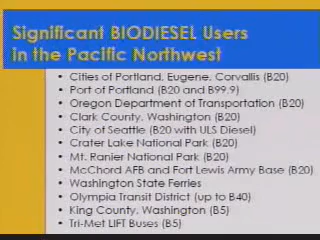 Significant BIODIESEL Users
in the Pacific Northwest
• Cities of Portland, Eugene, Corvallis (B20)
• Port of Portland (B20 and B99.9)
• Oregon Department of Transportation (B20)
• Clark County, Washington (B20)
• City of Seattle (B20 with ULS Diesel)
• Crater Lake National Park (B20)
• Mt. Ranier National Park (B20)
• McChord AFB and Fort Lewis Army Base (B20)
• Washington State Ferries
• Olympia Transit District (up to B40)
• King County, Washington (B5)
• Tri-Met LIFT Buses (B5)